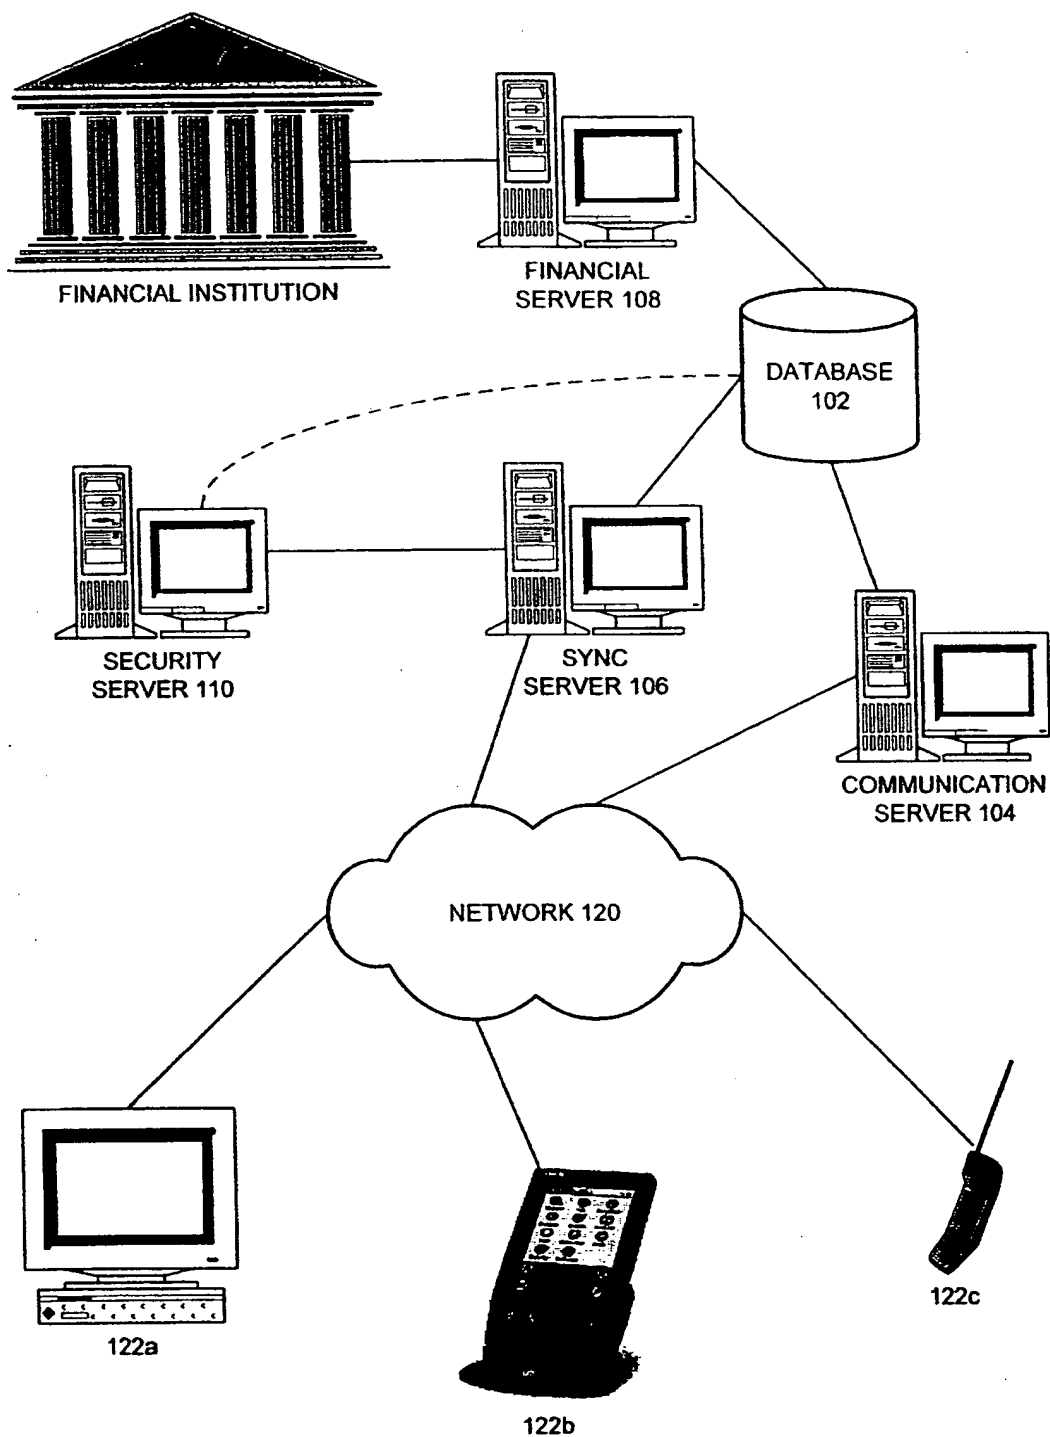 FINANCIAL INSTITUTION
FINANCIAL
SERVER 108
DATABASE
102
SECURITY
SERVER 110
SYNC
SERVER 106
COMMUNICATION
SERVER 104
NETWORK 120
122a
122b
122c